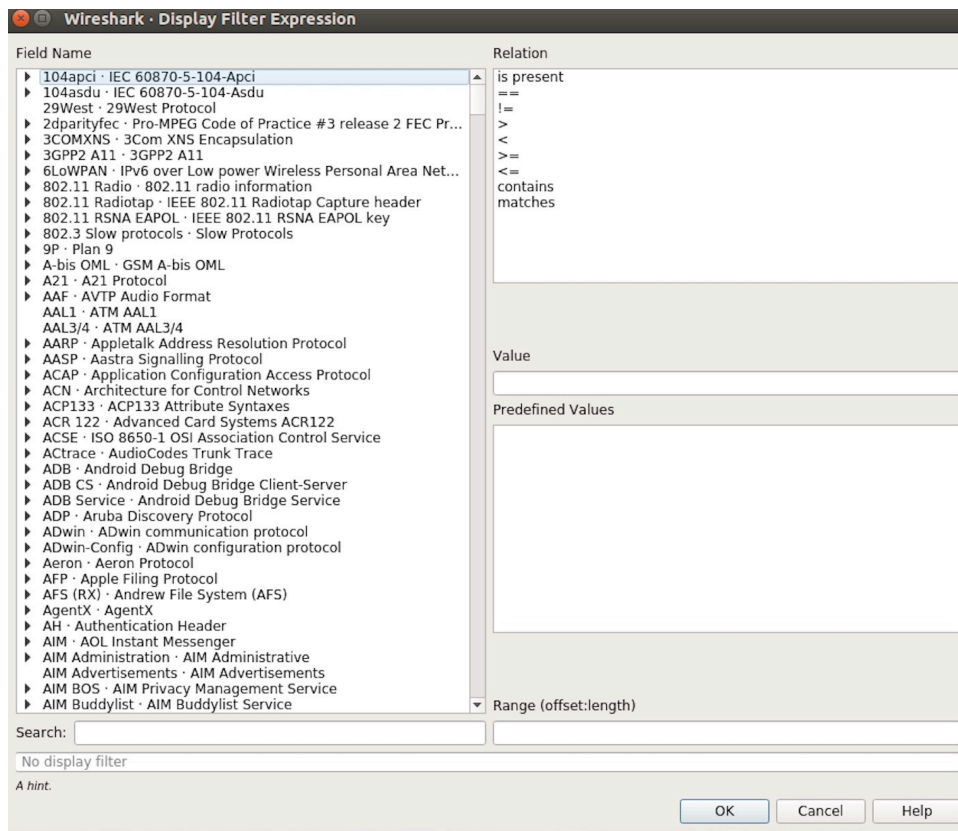 Wireshark · Display Filter Expression
Field Name
104apci · IEC 60870-5-104-Apci
104asdu · IEC 60870-5-104-Asdu
29West · 29West Protocol
2dparityfec · Pro-MPEG Code of Practice #3 release 2 FEC Pr...
3COMXNS · 3Com XNS Encapsulation
3GPP2 A11 · 3GPP2 A11
6LoWPAN · IPv6 over Low power Wireless Personal Area Net...
802.11 Radio · 802.11 radio information
802.11 Radiotap · IEEE 802.11 Radiotap Capture header
802.11 RSNA EAPOL · IEEE 802.11 RSNA EAPOL key
802.3 Slow protocols · Slow Protocols
9P · Plan 9
A-bis OML · GSM A-bis OML
A21 · A21 Protocol
AAF · AVTP Audio Format
AAL1 · ATM AAL1
AAL3/4 · ATM AAL3/4
AARP · Appletalk Address Resolution Protocol
AASP · Aastra Signalling Protocol
ACAP · Application Configuration Access Protocol
ACN · Architecture for Control Networks
ACP133 · ACP133 Attribute Syntaxes
ACR 122 · Advanced Card Systems ACR122
ACSE · ISO 8650-1 OSI Association Control Service
ACtrace · AudioCodes Trunk Trace
ADB · Android Debug Bridge
ADB CS · Android Debug Bridge Client-Server
ADB Service · Android Debug Bridge Service
ADP · Aruba Discovery Protocol
ADwin · ADwin communication protocol
ADwin-Config · ADwin configuration protocol
Aeron · Aeron Protocol
AFP · Apple Filing Protocol
AFS (RX) · Andrew File System (AFS)
AgentX · AgentX
AH · Authentication Header
AIM · AOL Instant Messenger
AIM Administration · AIM Administrative
AIM Advertisements · AIM Advertisements
AIM BOS · AIM Privacy Management Service
AIM Buddylist · AIM Buddylist Service
Search:
No display filter
A hint.
Relation
is present
==
!=
>
<
>=
<=
contains
matches
Value
Predefined Values
Range (offset:length)
OK
Cancel
Help